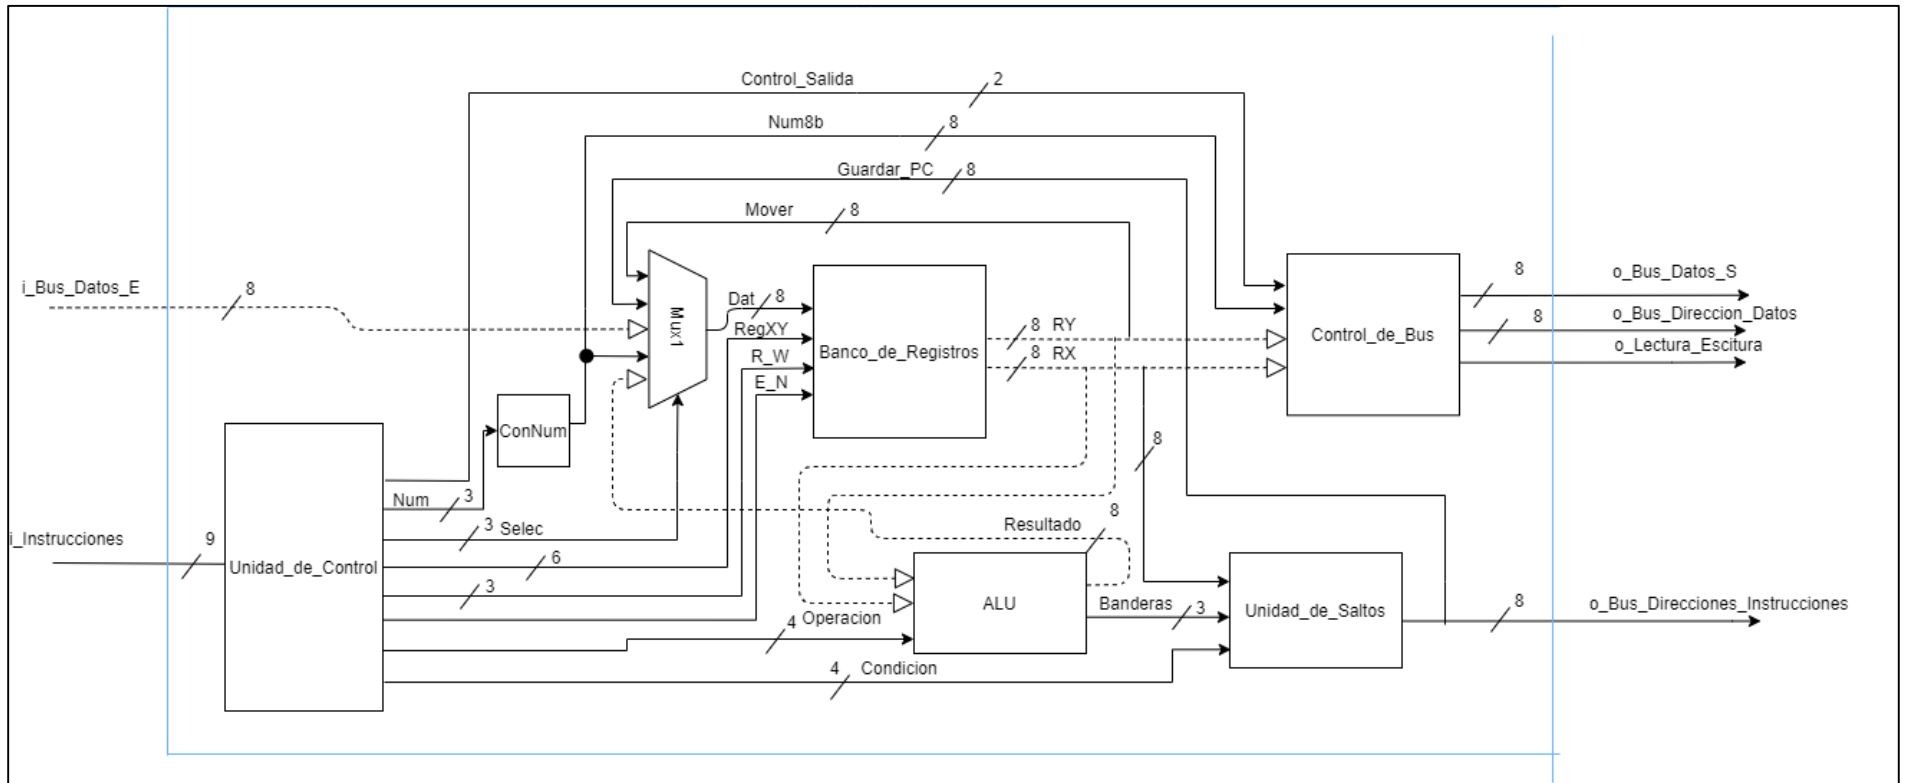 Control_Salida
2
Num8b
8
Guardar_PC
8
Mover
8
i_Bus_Datos_E
8
Mux1
Dat
8
RegXY
R_W
E_N
Banco_de_Registros
8 RY
8 RX
Control_de_Bus
8
o_Bus_Datos_S
8
o_Bus_Direccion_Datos
o_Lectura_Escitura
ConNum
8
Num
3
3 Selec
6
3
i_Instrucciones
9
Unidad_de_Control
Resultado
8
ALU
4 Operacion
Banderas
3
4 Condicion
Unidad_de_Saltos
8
o_Bus_Direcciones_Instrucciones